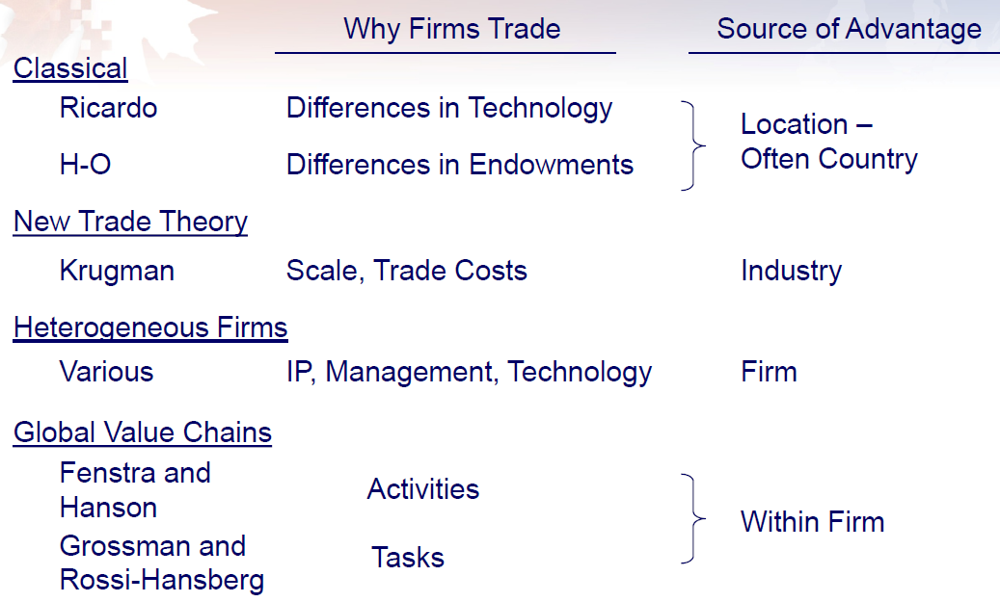 Why Firms Trade Source of Advantage
Classical
Ricardo Differences in Technology
Location –
H-O Differences in Endowments
Often Country
New Trade Theory
Krugman Scale, Trade Costs Industry
Heterogeneous Firms
Various IP, Management, Technology Firm
Global Value Chains
Fenstra and
Hanson
Activities
Within Firm
Grossman and
Rossi-Hansberg
Tasks